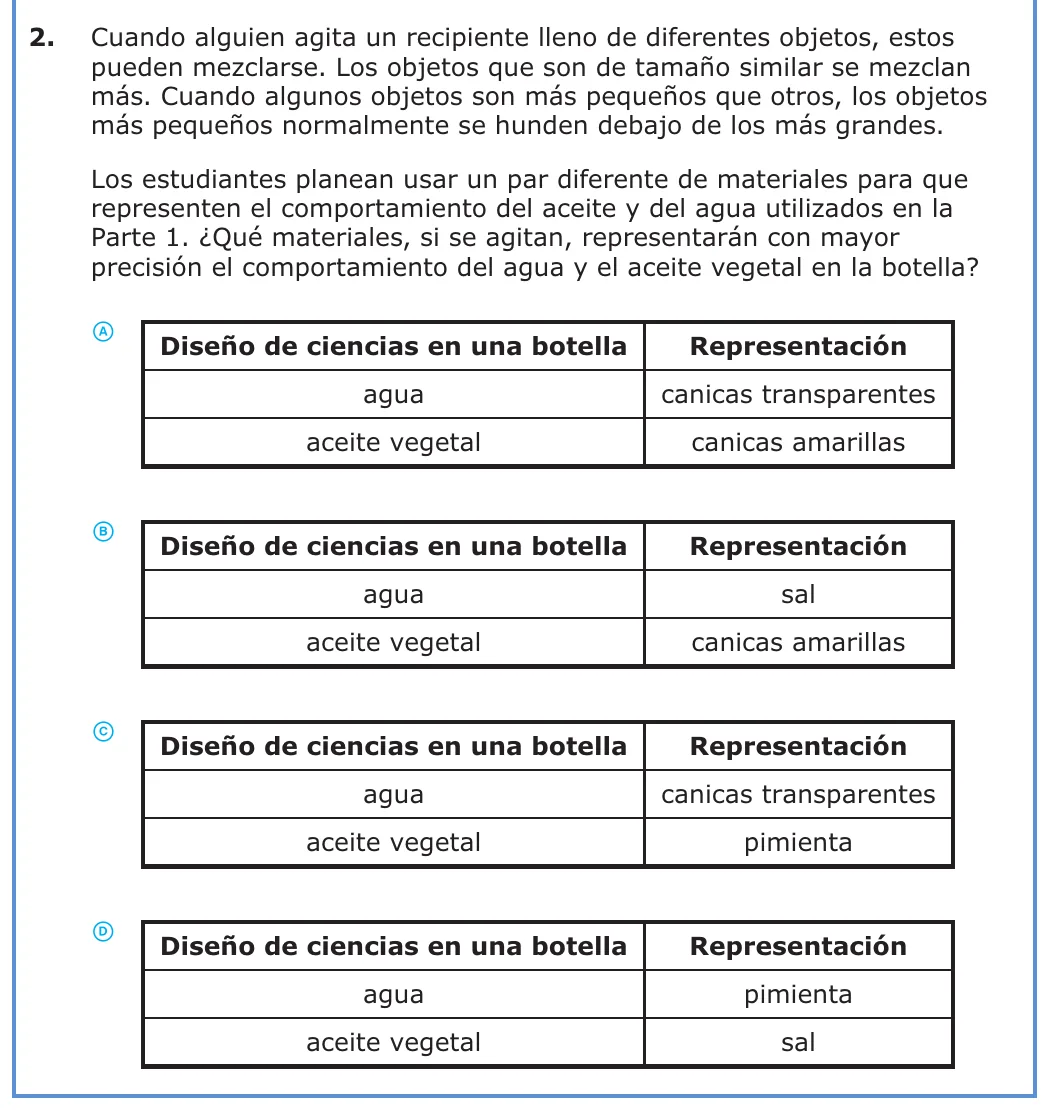 2. Cuando alguien agita un recipiente lleno de diferentes objetos, estos
pueden mezclarse. Los objetos que son de tamaño similar se mezclan
más. Cuando algunos objetos son más pequeños que otros, los objetos
más pequeños normalmente se hunden debajo de los más grandes.
Los estudiantes planean usar un par diferente de materiales para que
representen el comportamiento del aceite y del agua utilizados en la
Parte 1. ¿Qué materiales, si se agitan, representarán con mayor
precisión el comportamiento del agua y el aceite vegetal en la botella?
A
Diseño de ciencias en una botella Representación
agua canicas transparentes
aceite vegetal canicas amarillas
B
Diseño de ciencias en una botella Representación
agua sal
aceite vegetal canicas amarillas
C
Diseño de ciencias en una botella Representación
agua canicas transparentes
aceite vegetal pimienta
D
Diseño de ciencias en una botella Representación
agua pimienta
aceite vegetal sal